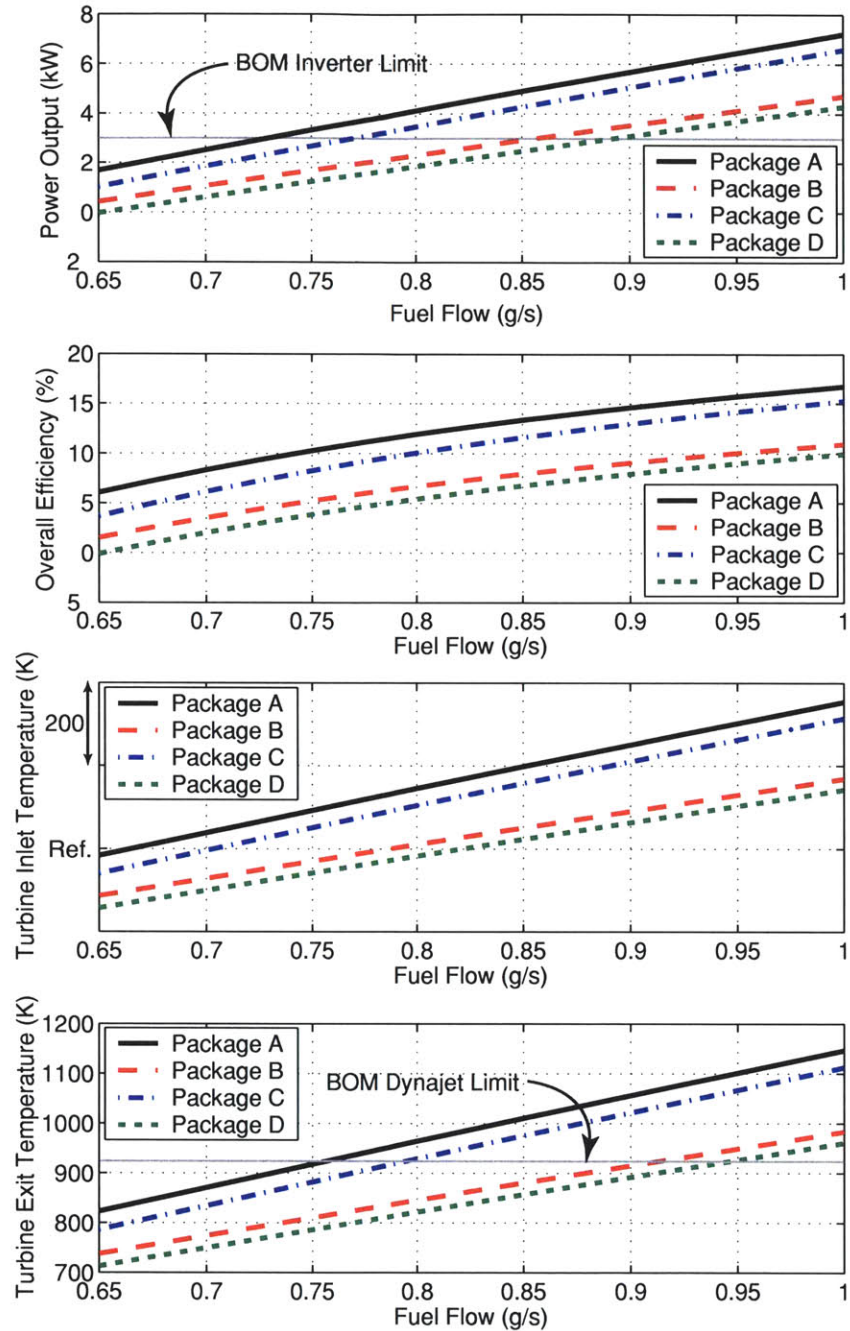 Power Output (kW)
8
6
4
2
0
2
BOM Inverter Limit
Package A
Package B
Package C
Package D
0.65 0.7 0.75 0.8 0.85 0.9 0.95 1
Fuel Flow (g/s)
Overall Efficiency (%)
20
15
10
5
0
5
Package A
Package B
Package C
Package D
0.65 0.7 0.75 0.8 0.85 0.9 0.95 1
Fuel Flow (g/s)
Turbine Inlet Temperature (K)
200
Ref.
Package A
Package B
Package C
Package D
0.65 0.7 0.75 0.8 0.85 0.9 0.95 1
Fuel Flow (g/s)
Turbine Exit Temperature (K)
1200
1100
1000
900
800
700
Package A
Package B
Package C
Package D
BOM Dynajet Limit
0.65 0.7 0.75 0.8 0.85 0.9 0.95 1
Fuel Flow (g/s)